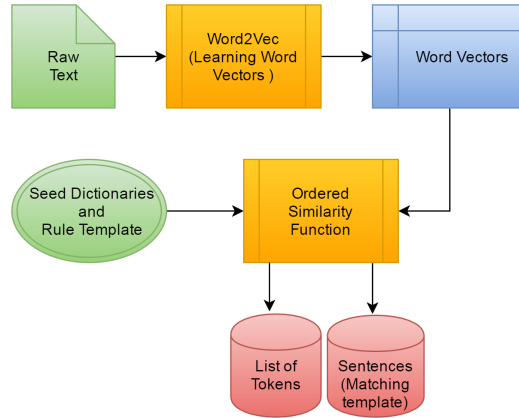 Raw
Text
Word2Vec
(Learning Word
Vectors )
Word Vectors
Seed Dictionaries
and
Rule Template
Ordered
Similarity
Function
List of
Tokens
Sentences
(Matching
template)